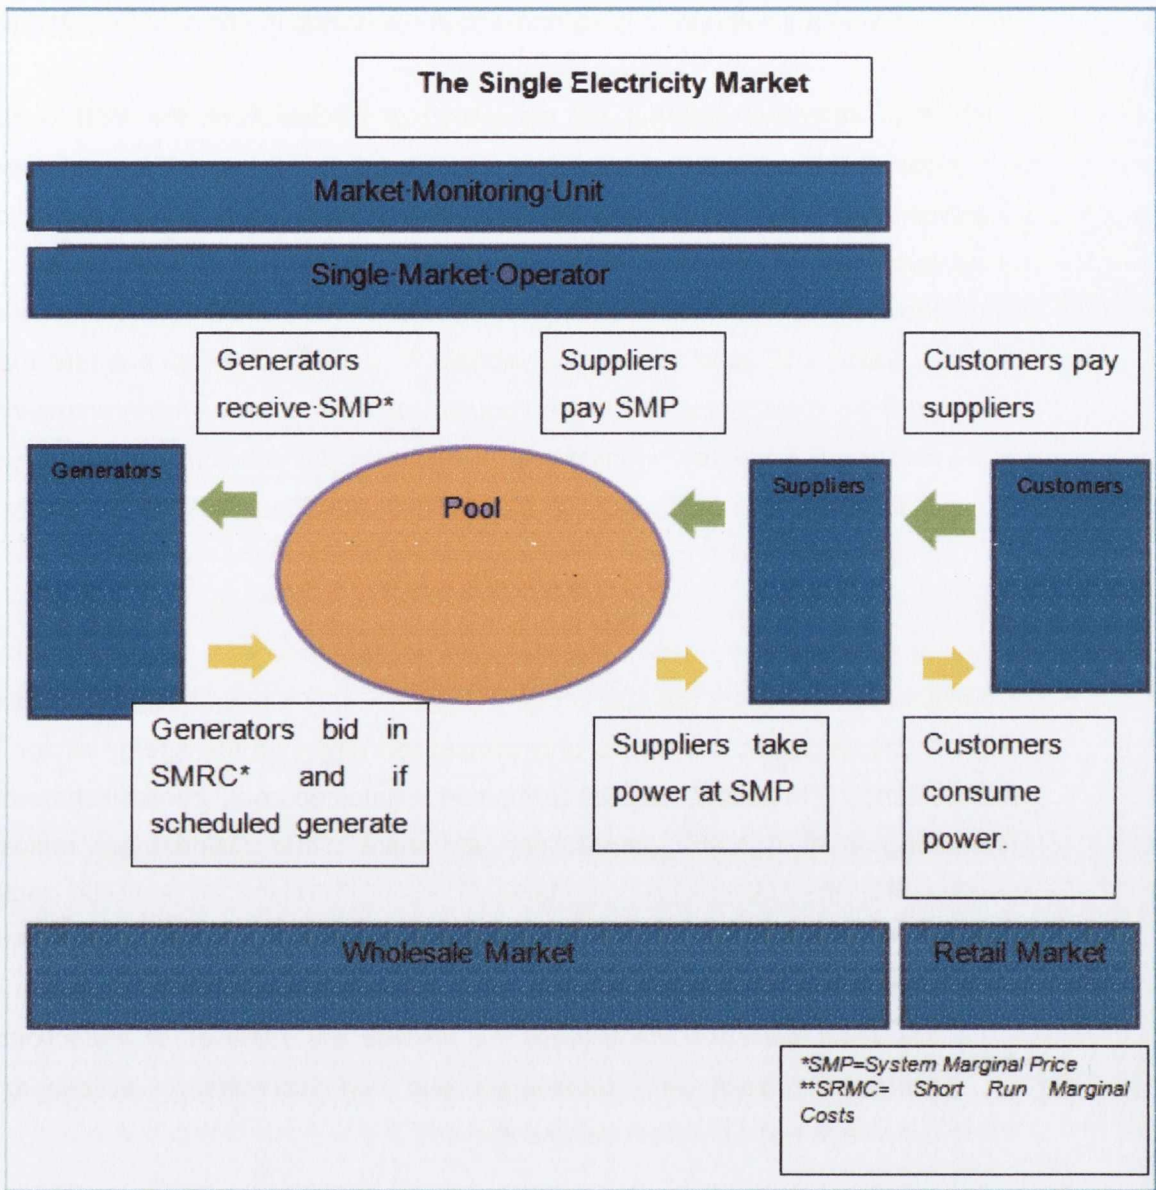 The Single Electricity Market
Market·Monitoring·Unit
Single·Market·Operator
Generators
receive·SMP*
Suppliers
pay SMP
Customers pay
suppliers
Generators
Pool
Suppliers
Customers
Generators bid in
SMRC* and if
scheduled generate
Suppliers take
power at SMP
Customers
consume
power.
Wholesale Market
Retail Market
*SMP=System Marginal Price
**SRMC= Short Run Marginal
Costs